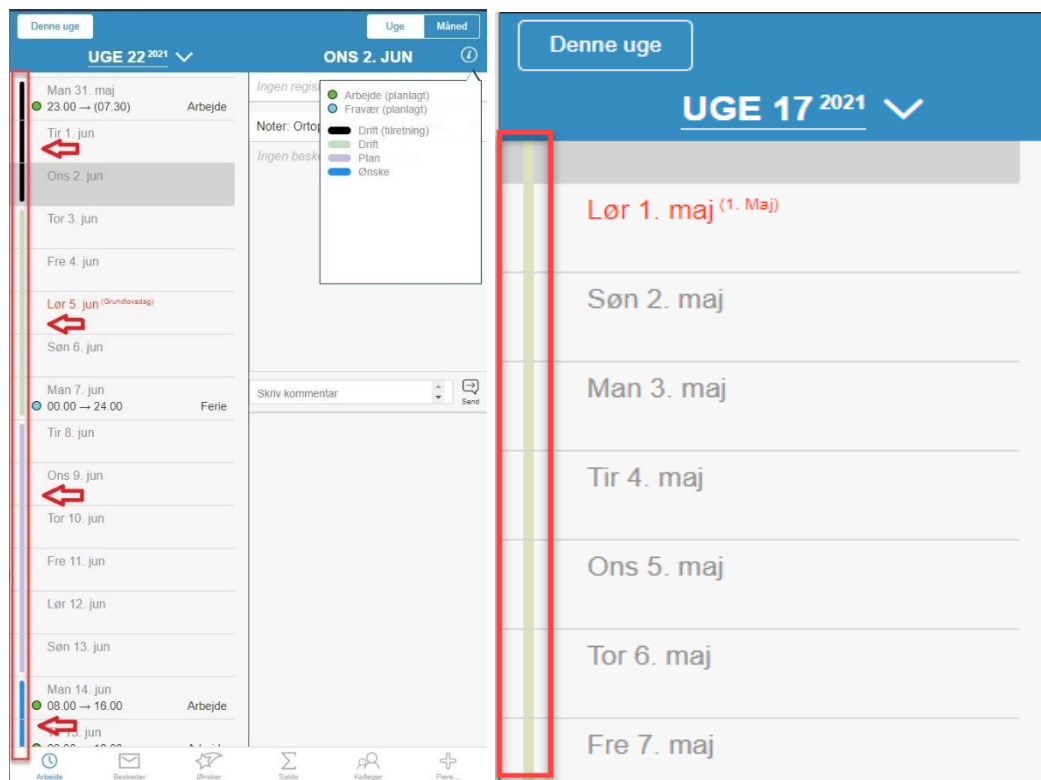 Denne uge
Uge
Måned
UGE 22 2021
ONS 2. JUN
Man 31. maj
23.00 → (07.30) Arbejde
Tir 1. jun
Ons 2. jun
Tor 3. jun
Fre 4. jun
Lør 5. jun (Grundlovsdag)
Søn 6. jun
Man 7. jun
00.00 → 24.00 Ferie
Tir 8. jun
Ons 9. jun
Tor 10. jun
Fre 11. jun
Lør 12. jun
Søn 13. jun
Man 14. jun
08.00 → 16.00 Arbejde
jun
Ingen regis
Noter: Ortop
Ingen beske
Arbejde (planlagt)
Fravær (planlagt)
Drift (tilretning)
Drift
Plan
Ønske
Skriv kommentar
Send
Arbejde
Beskeder
Ønsker
Saldo
Kolleger
Flere...
Denne uge
UGE 17 2021
Lør 1. maj (1. Maj)
Søn 2. maj
Man 3. maj
Tir 4. maj
Ons 5. maj
Tor 6. maj
Fre 7. maj